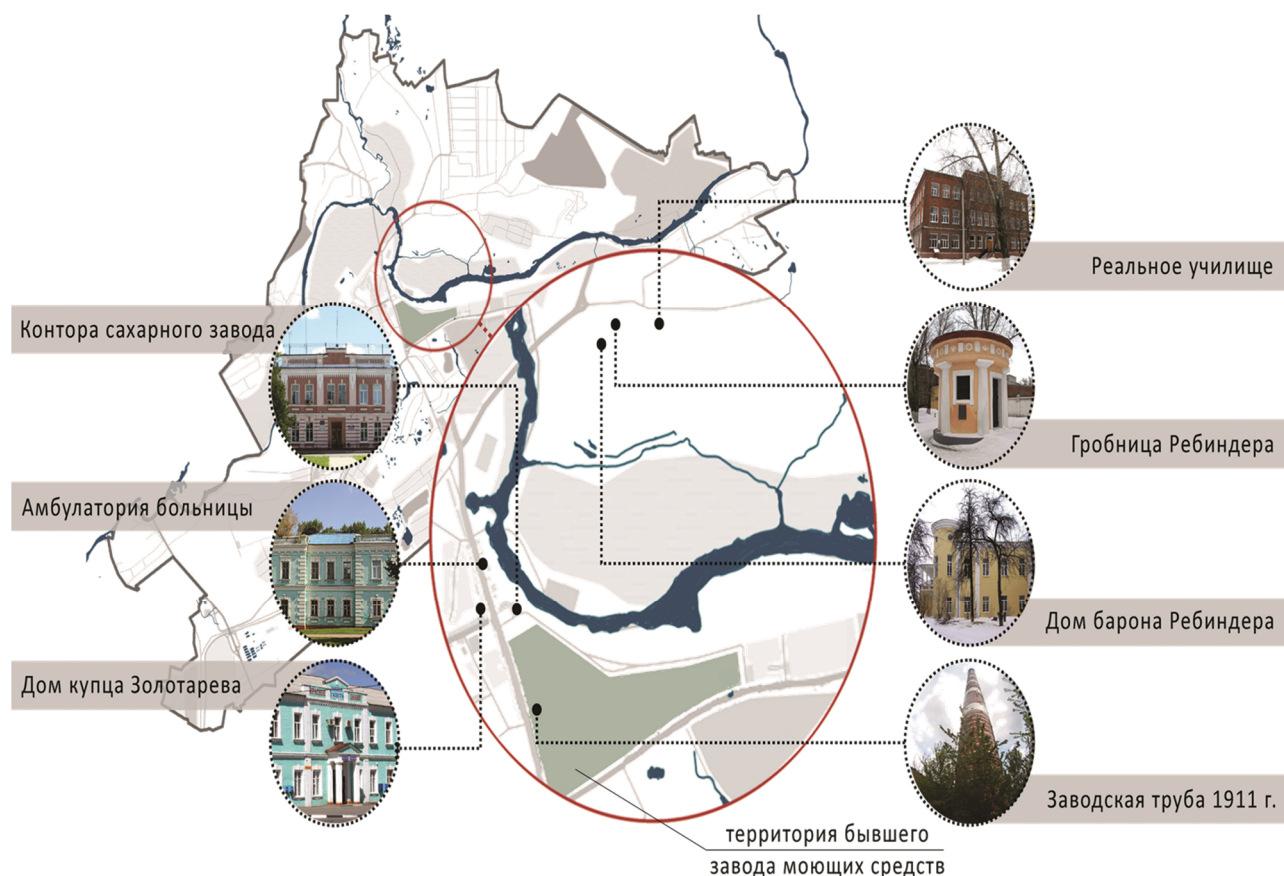 Контора сахарного завода
Амбулатория больницы
Дом купца Золотарева
Реальное училище
Гробница Ребиндера
Дом барона Ребиндера
Заводская труба 1911 г.
территория бывшего
завода моющих средств